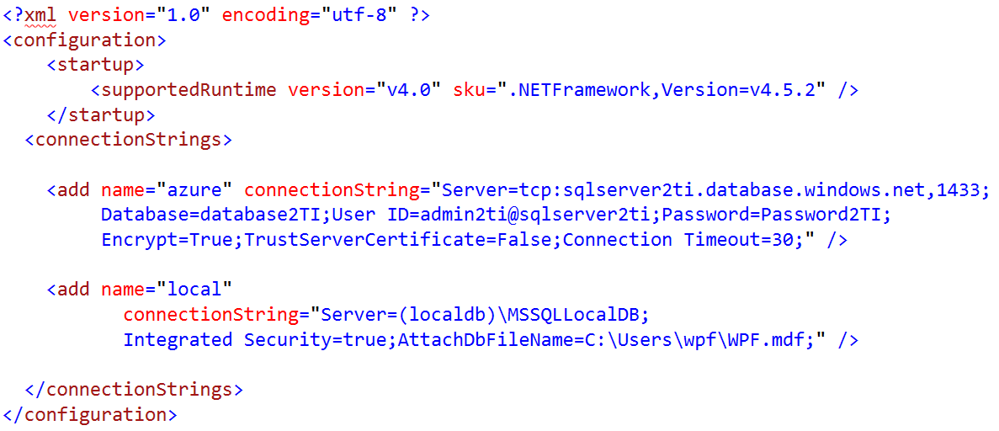 <?xml version="1.0" encoding="utf-8" ?>
<configuration>
    <startup>
        <supportedRuntime version="v4.0" sku=".NETFramework,Version=v4.5.2" />
    </startup>
  <connectionStrings>

    <add name="azure" connectionString="Server=tcp:sqlserver2ti.database.windows.net,1433;
         Database=database2TI;User ID=admin2ti@sqlserver2ti;Password=Password2TI;
         Encrypt=True;TrustServerCertificate=False;Connection Timeout=30;" />

    <add name="local"
           connectionString="Server=(localdb)\MSSQLLocalDB;
           Integrated Security=true;AttachDbFileName=C:\Users\wpf\WPF.mdf;" />

  </connectionStrings>
</configuration>